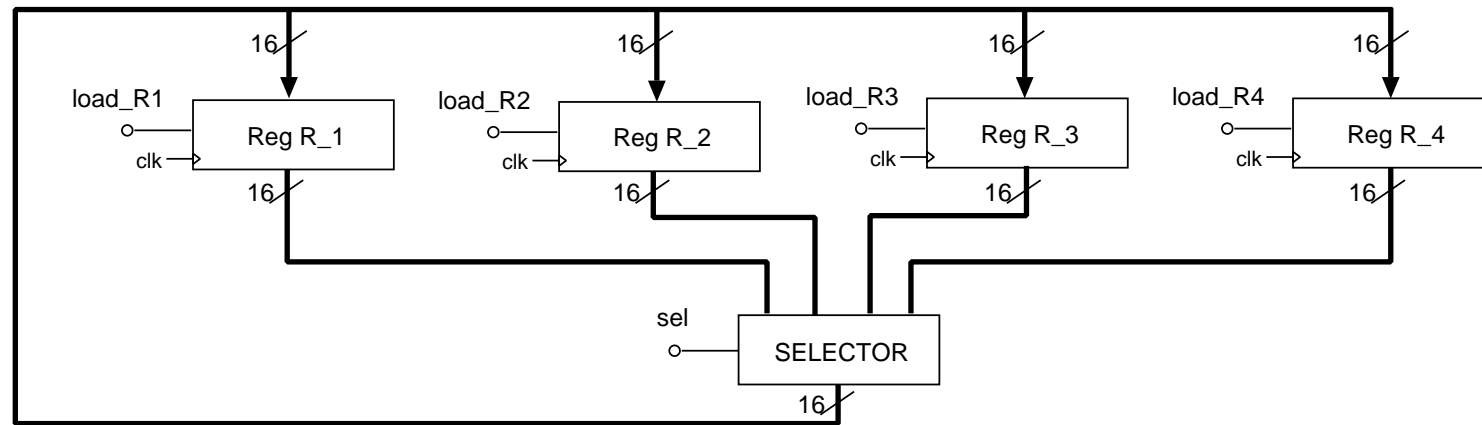 16 16 16 16
load_R1 load_R2 load_R3 load_R4
Reg R_1 Reg R_2 Reg R_3 Reg R_4
clk clk clk clk
16 16 16 16
sel
SELECTOR
16